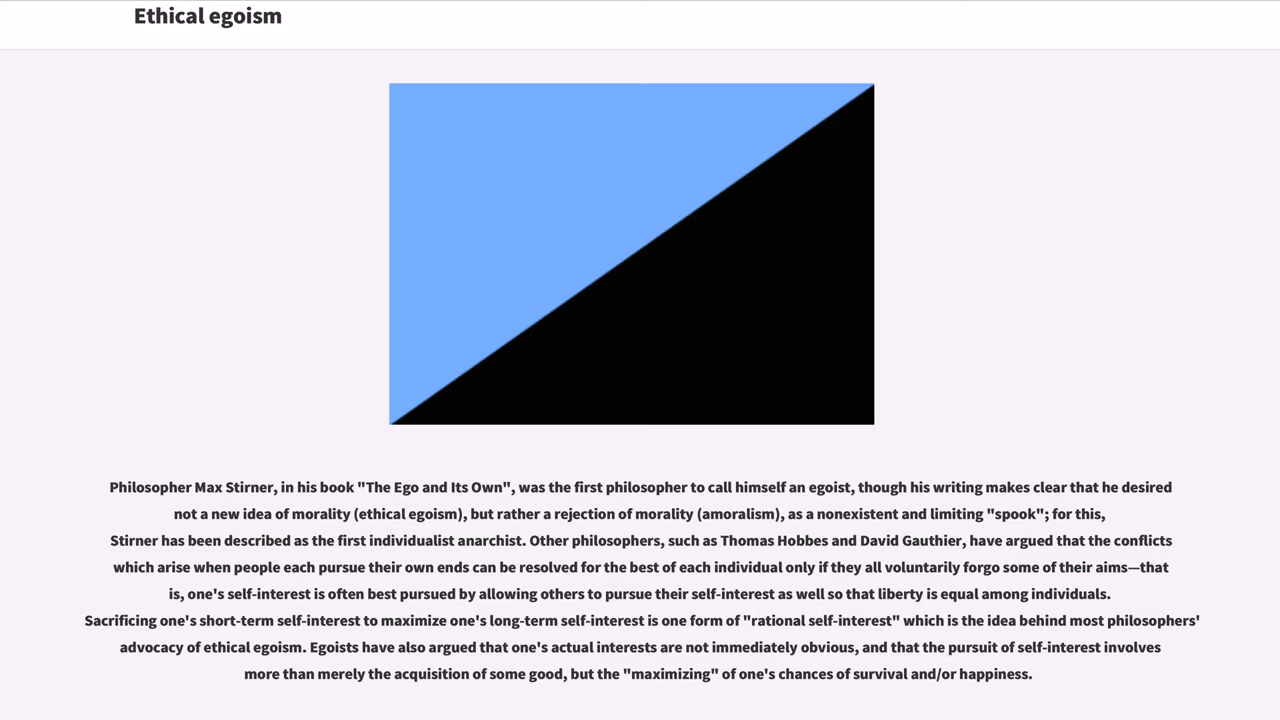 Ethical egoism
Philosopher Max Stirner, in his book "The Ego and Its Own", was the first philosopher to call himself an egoist, though his writing makes clear that he desired
not a new idea of morality (ethical egoism), but rather a rejection of morality (amoralism), as a nonexistent and limiting "spook"; for this,
Stirner has been described as the first individualist anarchist. Other philosophers, such as Thomas Hobbes and David Gauthier, have argued that the conflicts
which arise when people each pursue their own ends can be resolved for the best of each individual only if they all voluntarily forgo some of their aims—that
is, one's self-interest is often best pursued by allowing others to pursue their self-interest as well so that liberty is equal among individuals.
Sacrificing one's short-term self-interest to maximize one's long-term self-interest is one form of "rational self-interest" which is the idea behind most philosophers'
advocacy of ethical egoism. Egoists have also argued that one's actual interests are not immediately obvious, and that the pursuit of self-interest involves
more than merely the acquisition of some good, but the "maximizing" of one's chances of survival and/or happiness.